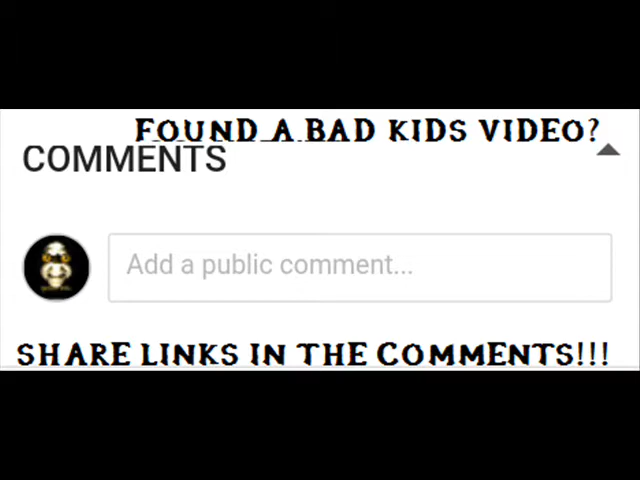 FOUND A BAD KIDS VIDEO?
COMMENTS
Add a public comment...
SHARE LINKS IN THE COMMENTS!!!